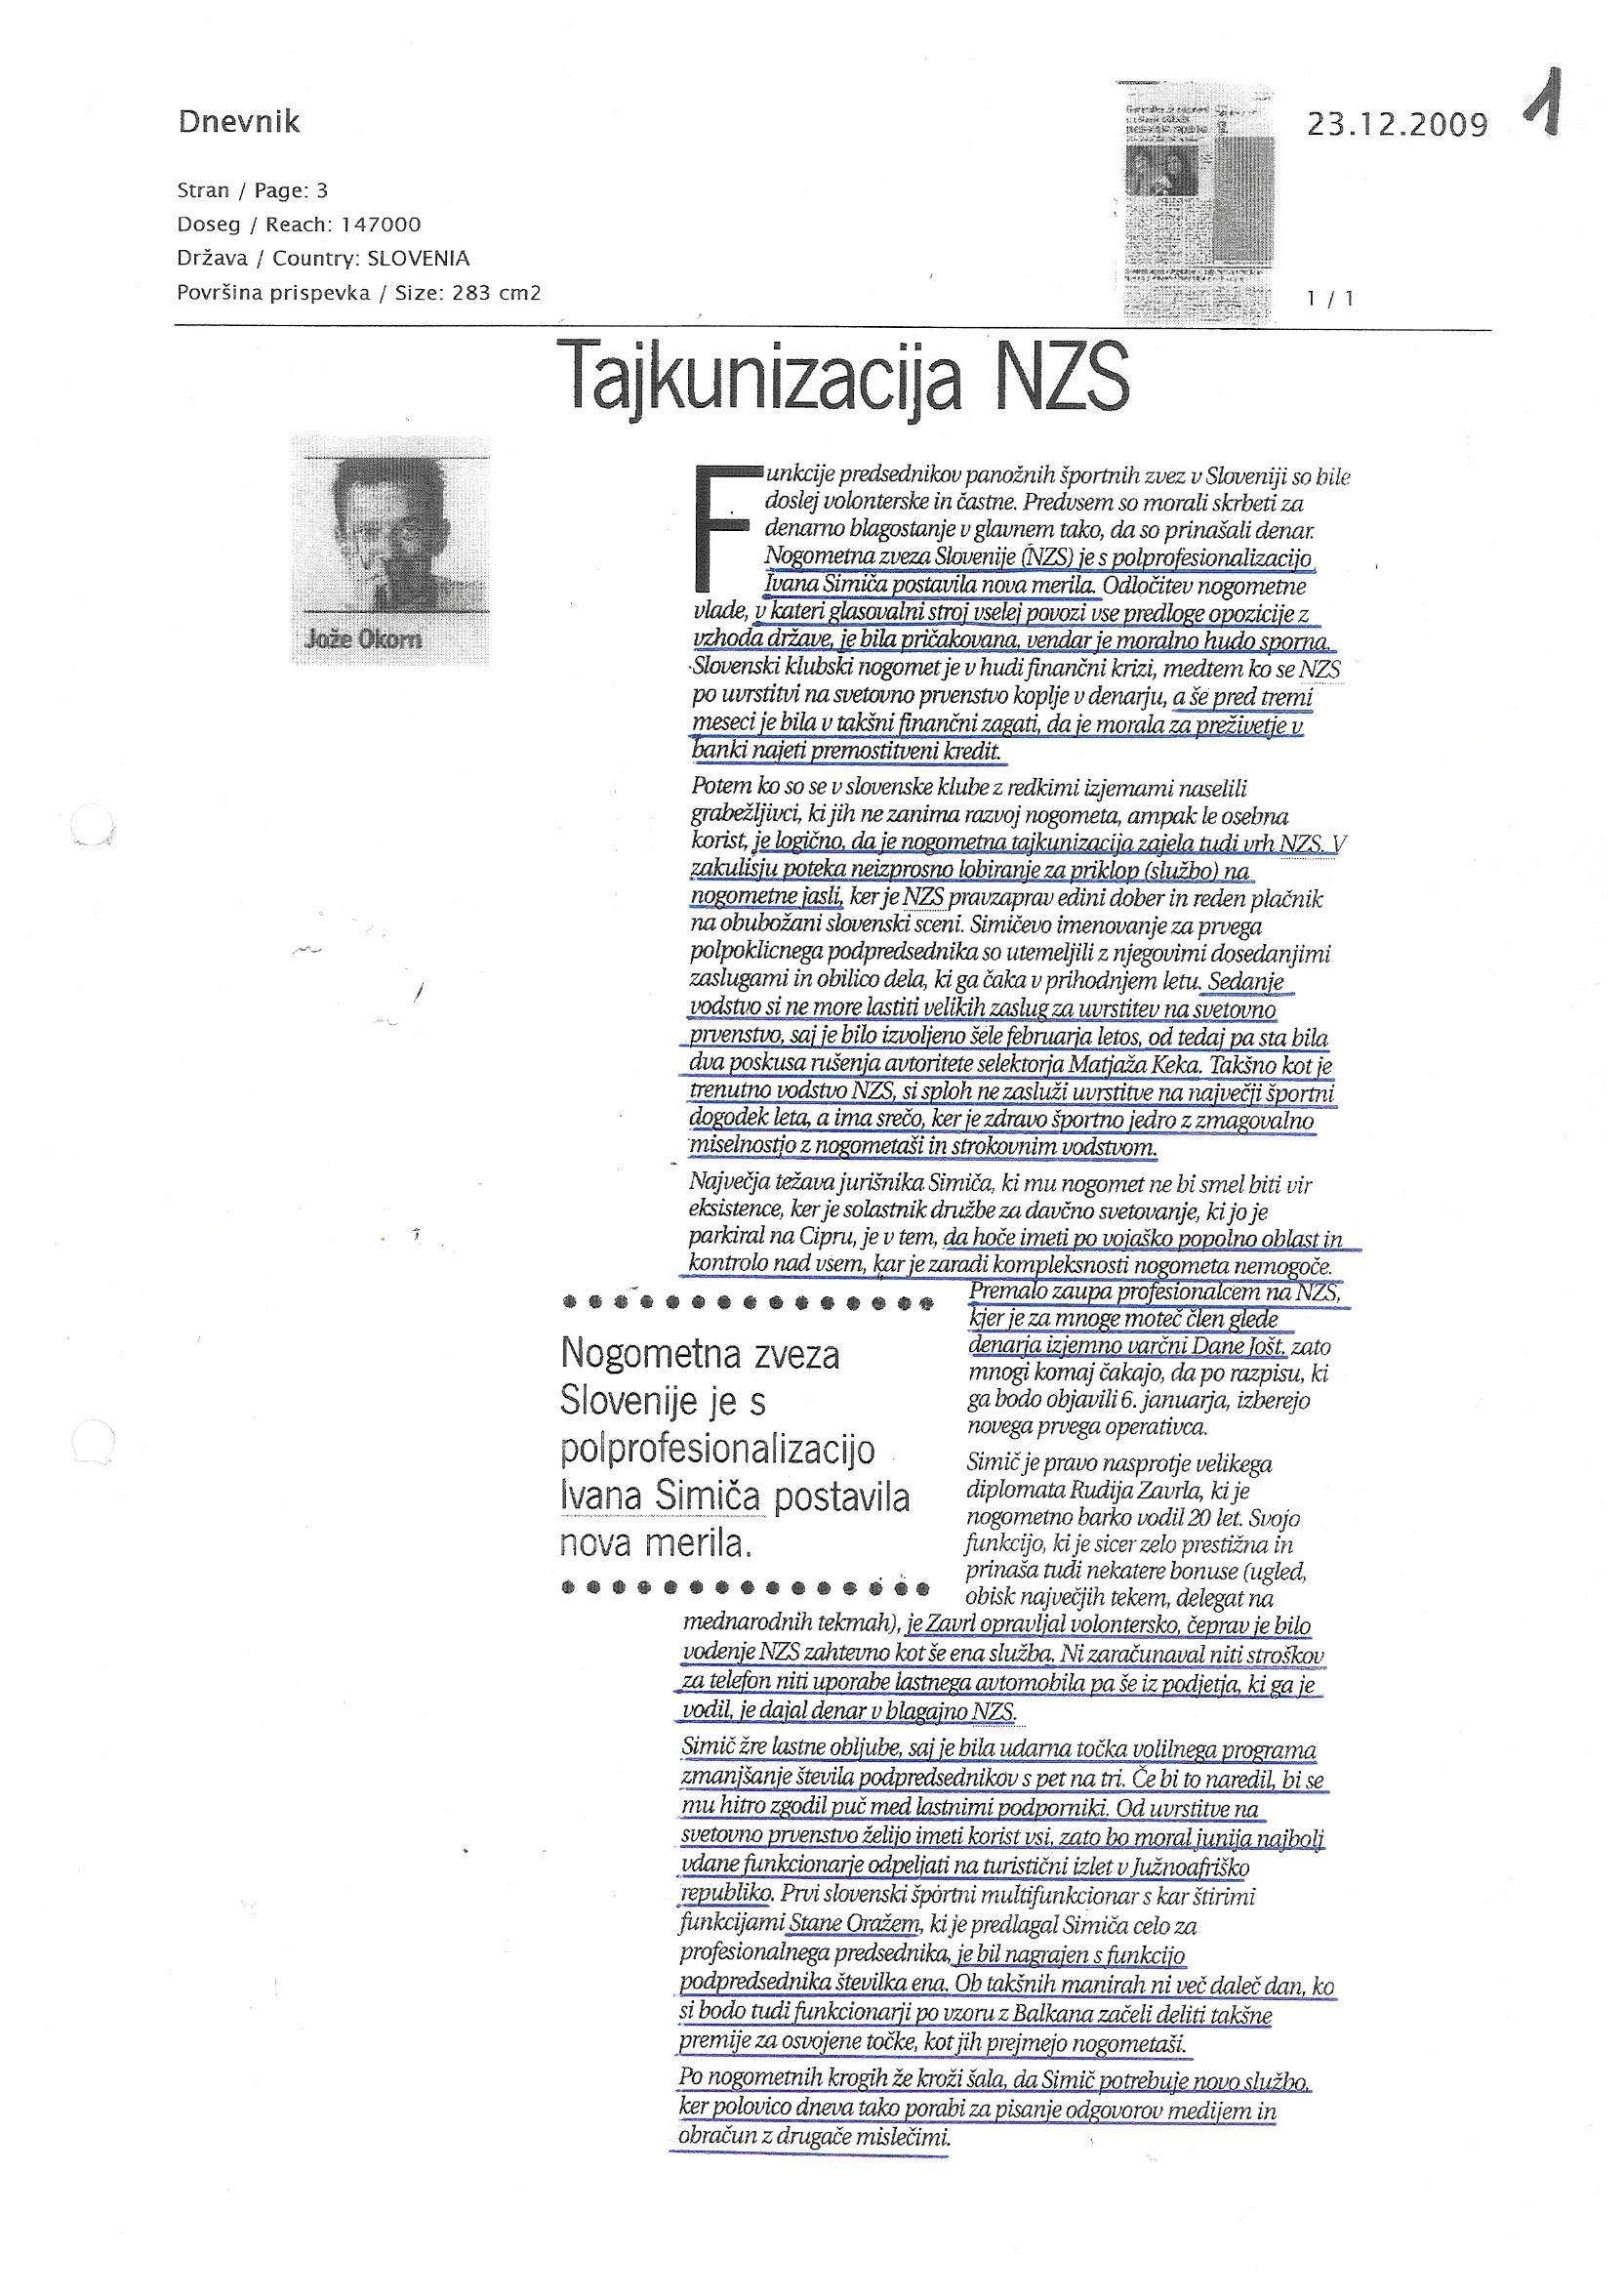 Dnevnik
23.12.2009
1
Stran / Page: 3
Doseg / Reach: 147000
Država / Country: SLOVENIA
Površina prispevka / Size: 283 cm2
1 / 1
Tajkunizacija NZS
Jože Okorn
Funkcije predsednikov panožnih športnih zvez v Sloveniji so bile
doslej volonterske in častne. Predvsem so morali skrbeti za
denarno blagostanje v glavnem tako, da so prinašali denar.
Nogometna zveza Slovenije (NZS) je s polprofesionalizacijo
Ivana Simiča postavila nova merila. Odločitev nogometne
vlade, v kateri glasovalni stroj vselej povozi vse predloge opozicije z
vzhoda države, je bila pričakovana, vendar je moralno hudo sporna.
Slovenski klubski nogomet je v hudi finančni krizi, medtem ko se NZS
po uvrstitvi na svetovno prvenstvo koplje v denarju, a še pred tremi
meseci je bila v takšni finančni zagati, da je morala za preživetje v
banki najeti premostitveni kredit.
Potem ko so se v slovenske klube z redkimi izjemami naselili
grabežljivci, ki jih ne zanima razvoj nogometa, ampak le osebna
korist, je logično, da je nogometna tajkunizacija zajela tudi vrh NZS. V
zakulisju poteka neizprosno lobiranje za priklop (službo) na
nogometne jasli, ker je NZS pravzaprav edini dober in reden plačnik
na obubožani slovenski sceni. Simičevo imenovanje za prvega
polpoklicnega podpredsednika so utemeljili z njegovimi dosedanjimi
zaslugami in obilico dela, ki ga čaka v prihodnjem letu. Sedanje
vodstvo si ne more lastiti velikih zaslug za uvrstitev na svetovno
prvenstvo, saj je bilo izvoljeno šele februarja letos, od tedaj pa sta bila
dva poskusa rušenja avtoritete selektorja Matjaža Keka. Takšno kot je
trenutno vodstvo NZS, si sploh ne zasluži uvrstitve na največji športni
dogodek leta, a ima srečo, ker je zdravo športno jedro z zmagovalno
miselnostjo z nogometaši in strokovnim vodstvom.
Največja težava jurišnika Simiča, ki mu nogomet ne bi smel biti vir
eksistence, ker je solastnik družbe za davčno svetovanje, ki jo je
parkiral na Cipru, je v tem, da hoče imeti po vojaško popolno oblast in
kontrolo nad vsem, kar je zaradi kompleksnosti nogometa nemogoče.
Premalo zaupa profesionalcem na NZS,
kjer je za mnoge moteč člen glede
denarja izjemno varčni Dane Jošt, zato
mnogi komaj čakajo, da po razpisu, ki
ga bodo objavili 6. januarja, izberejo
novega prvega operativca.
Nogometna zveza
Slovenije je s
polprofesionalizacijo
Ivana Simiča postavila
nova merila.
Simič je pravo nasprotje velikega
diplomata Rudija Zavrla, ki je
nogometno barko vodil 20 let. Svojo
funkcijo, ki je sicer zelo prestižna in
prinaša tudi nekatere bonuse (ugled,
obisk največjih tekem, delegat na
mednarodnih tekmah), je Zavrl opravljal volontersko, čeprav je bilo
vodenje NZS zahtevno kot še ena služba. Ni zaračunaval niti stroškov
za telefon niti uporabe lastnega avtomobila pa še iz podjetja, ki ga je
vodil, je dajal denar v blagajno NZS.
Simič žre lastne obljube, saj je bila udarna točka volilnega programa
zmanjšanje števila podpredsednikov s pet na tri. Če bi to naredil, bi se
mu hitro zgodil puč med lastnimi podporniki. Od uvrstitve na
svetovno prvenstvo želijo imeti korist vsi, zato bo moral junija najbolj
vdane funkcionarje odpeljati na turistični izlet v Južnoafriško
republiko. Prvi slovenski športni multifunkcionar s kar štirimi
funkcijami Stane Oražem, ki je predlagal Simiča celo za
profesionalnega predsednika, je bil nagrajen s funkcijo
podpredsednika številka ena. Ob takšnih manirah ni več daleč dan, ko
si bodo tudi funkcionarji po vzoru z Balkana začeli deliti takšne
premije za osvojene točke, kot jih prejmejo nogometaši.
Po nogometnih krogih že kroži šala, da Simič potrebuje novo službo,
ker polovico dneva tako porabi za pisanje odgovorov medijem in
obračun z drugače mislečimi.